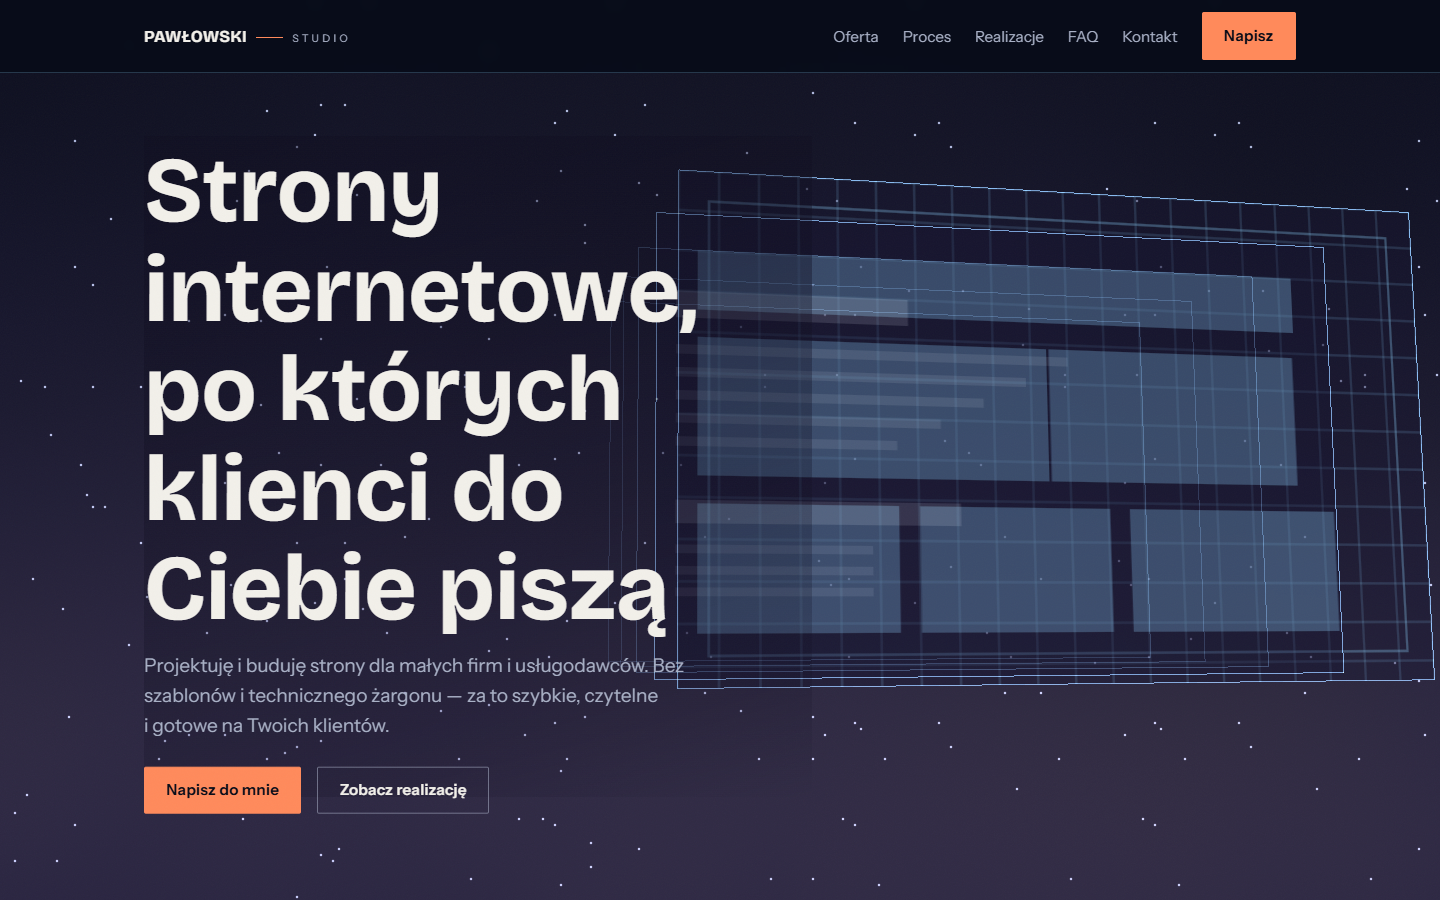 PAWŁOWSKI STUDIO
Oferta Proces Realizacje FAQ Kontakt Napisz
Strony
internetowe,
po których
klienci do
Ciebie piszą
Projektuję i buduję strony dla małych firm i usługodawców. Bez
szablonów i technicznego żargonu — za to szybkie, czytelne
i gotowe na Twoich klientów.
Napisz do mnie Zobacz realizację